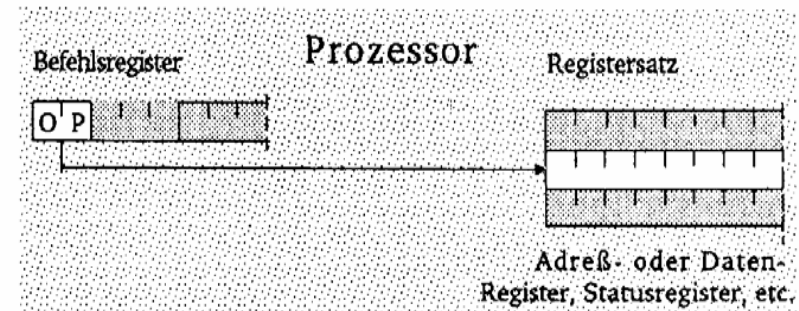 Prozessor
Befehlsregister
Registersatz
O P
Adreß- oder Daten-
Register, Statusregister, etc.